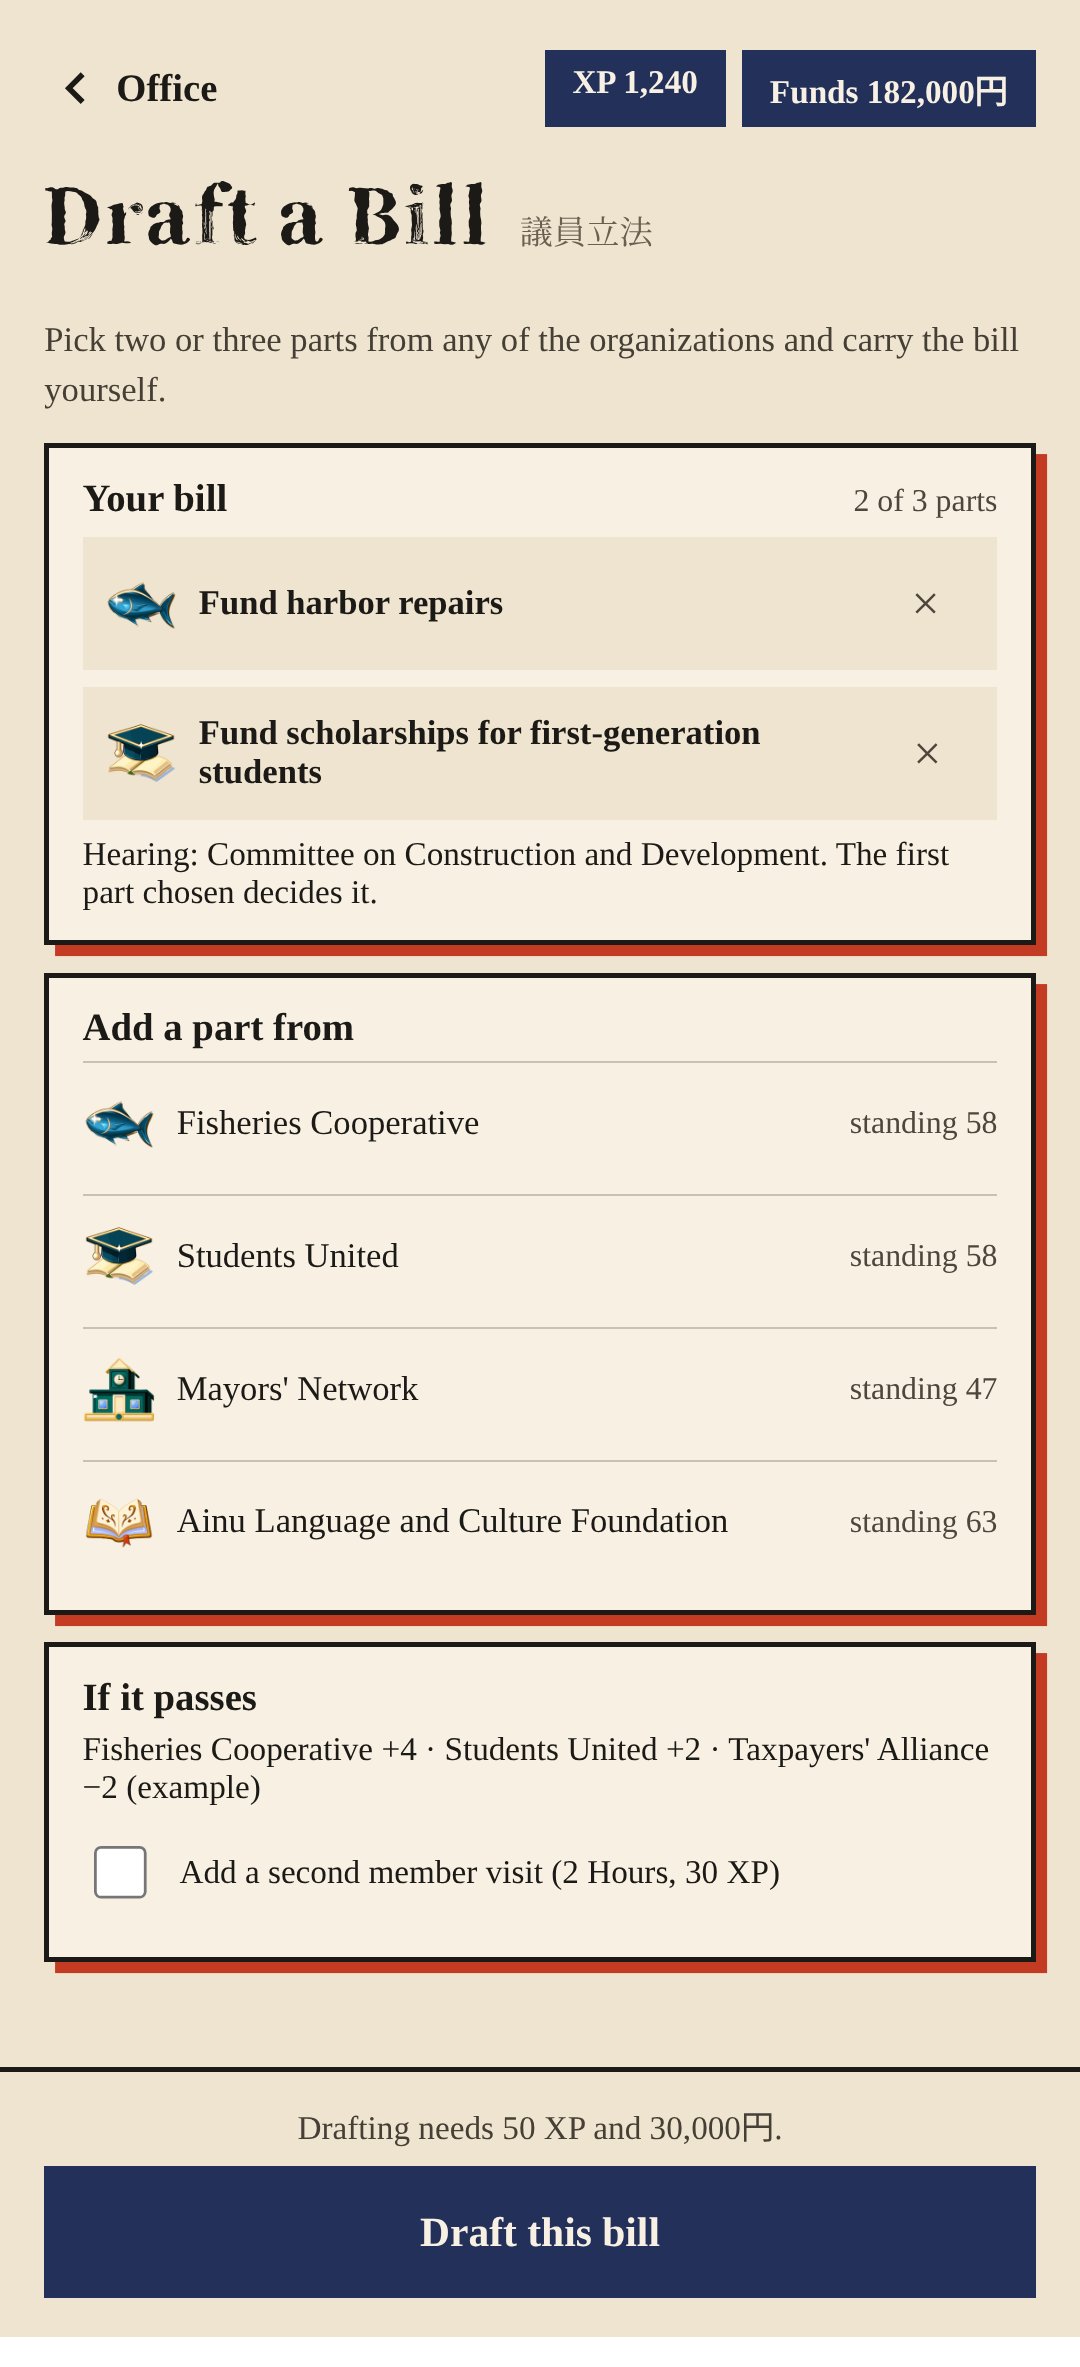 Office
XP 1,240
Funds 182,000円
Draft a Bill 議員立法
Pick two or three parts from any of the organizations and carry the bill
yourself.
Your bill 2 of 3 parts
Fund harbor repairs ×
Fund scholarships for first-generation
students ×
Hearing: Committee on Construction and Development. The first
part chosen decides it.
Add a part from
Fisheries Cooperative standing 58
Students United standing 58
Mayors' Network standing 47
Ainu Language and Culture Foundation standing 63
If it passes
Fisheries Cooperative +4 · Students United +2 · Taxpayers' Alliance
−2 (example)
Add a second member visit (2 Hours, 30 XP)
Drafting needs 50 XP and 30,000円.
Draft this bill